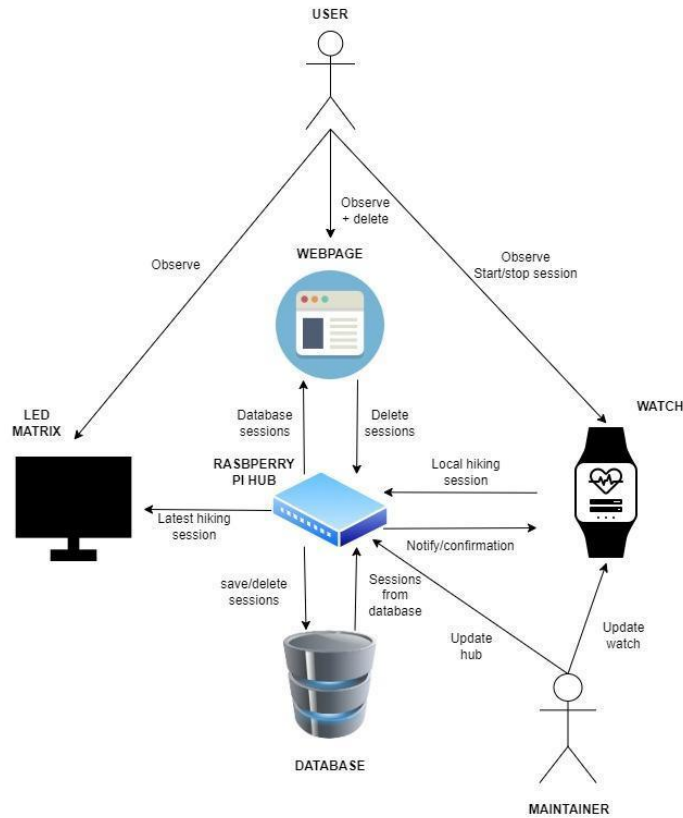 USER
Observe
+ delete
WEBPAGE
Observe
Observe
Start/stop session
LED
MATRIX
Database
sessions
Delete
sessions
WATCH
RASBPERRY
PI HUB
Local hiking
session
Latest hiking
session
Notify/confirmation
save/delete
sessions
Sessions
from
database
Update
hub
Update
watch
DATABASE
MAINTAINER